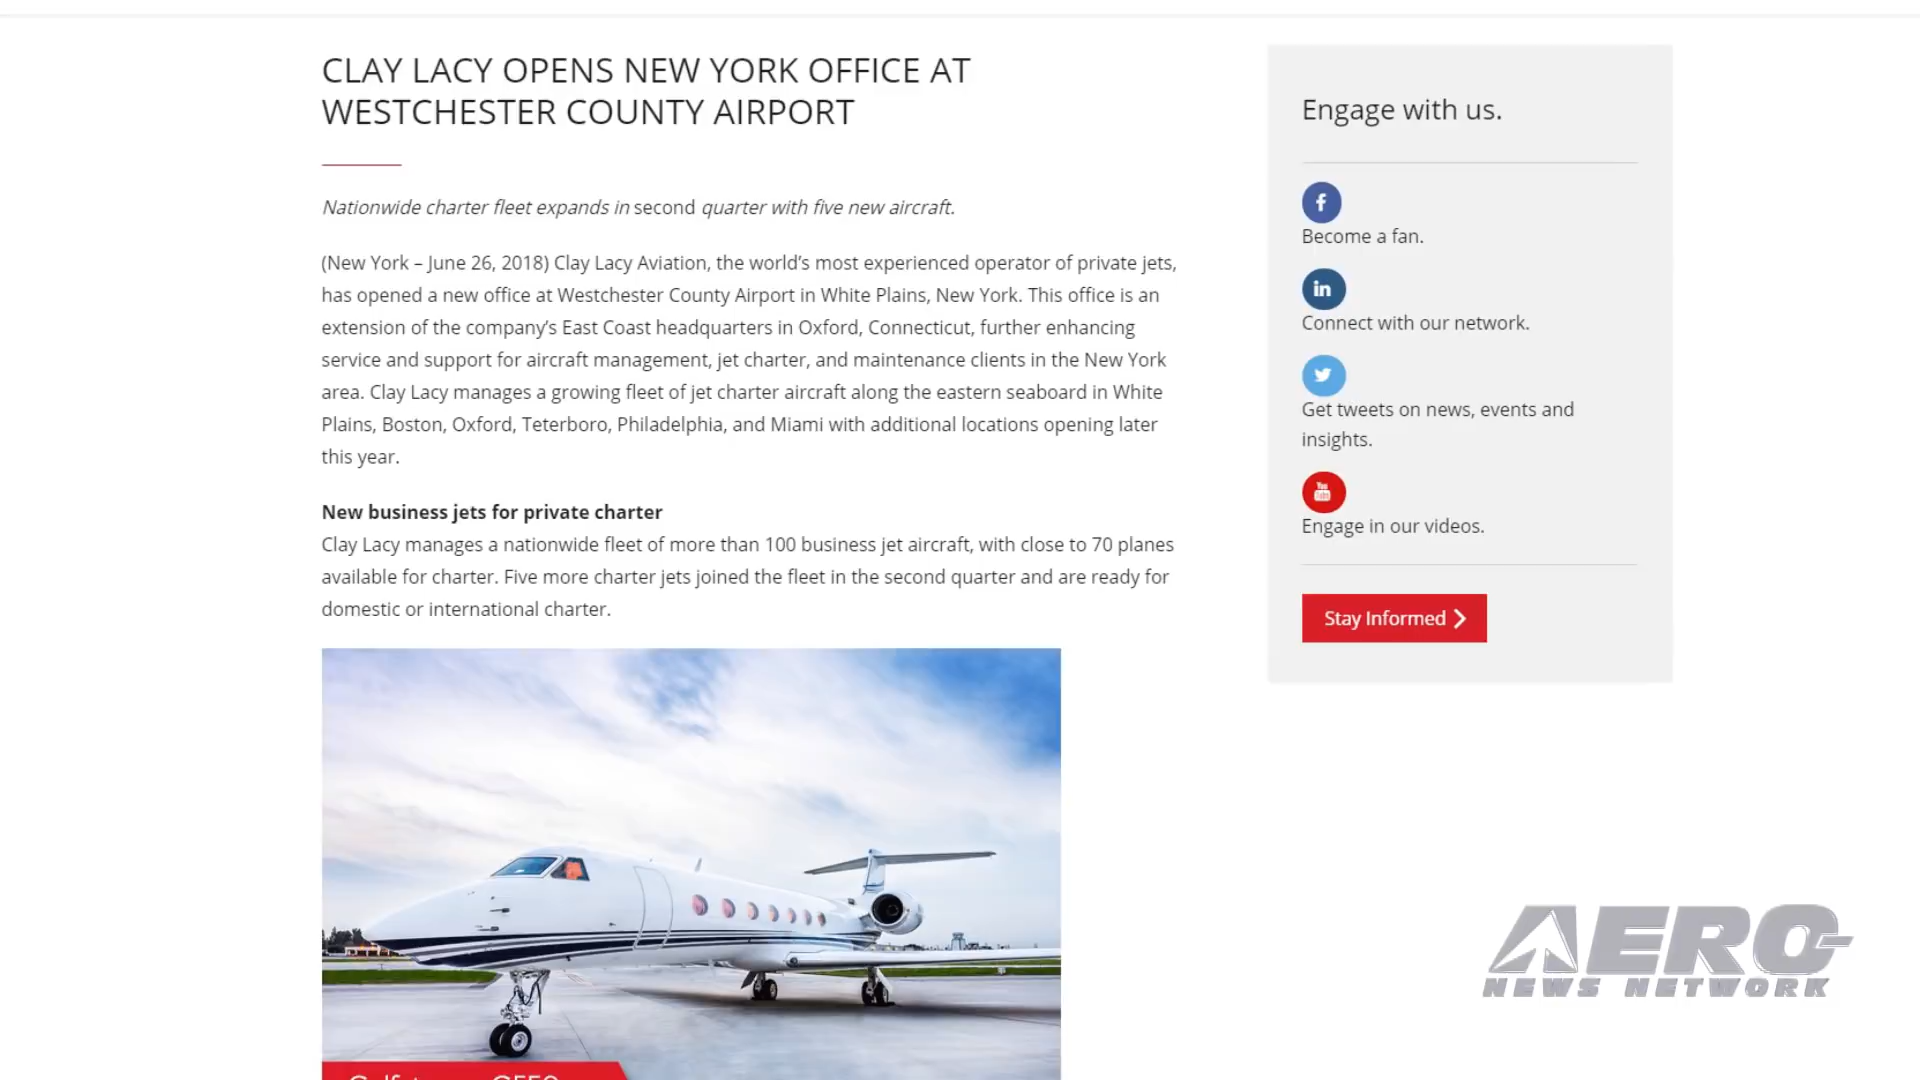 CLAY LACY OPENS NEW YORK OFFICE AT
WESTCHESTER COUNTY AIRPORT
Nationwide charter fleet expands in second quarter with five new aircraft.
(New York – June 26, 2018) Clay Lacy Aviation, the world’s most experienced operator of private jets,
has opened a new office at Westchester County Airport in White Plains, New York. This office is an
extension of the company’s East Coast headquarters in Oxford, Connecticut, further enhancing
service and support for aircraft management, jet charter, and maintenance clients in the New York
area. Clay Lacy manages a growing fleet of jet charter aircraft along the eastern seaboard in White
Plains, Boston, Oxford, Teterboro, Philadelphia, and Miami with additional locations opening later
this year.
New business jets for private charter
Clay Lacy manages a nationwide fleet of more than 100 business jet aircraft, with close to 70 planes
available for charter. Five more charter jets joined the fleet in the second quarter and are ready for
domestic or international charter.
Engage with us.
f
Become a fan.
in
Connect with our network.
Get tweets on news, events and
insights.
You
Tube
Engage in our videos.
Stay Informed
AERO
NEWS NETWORK